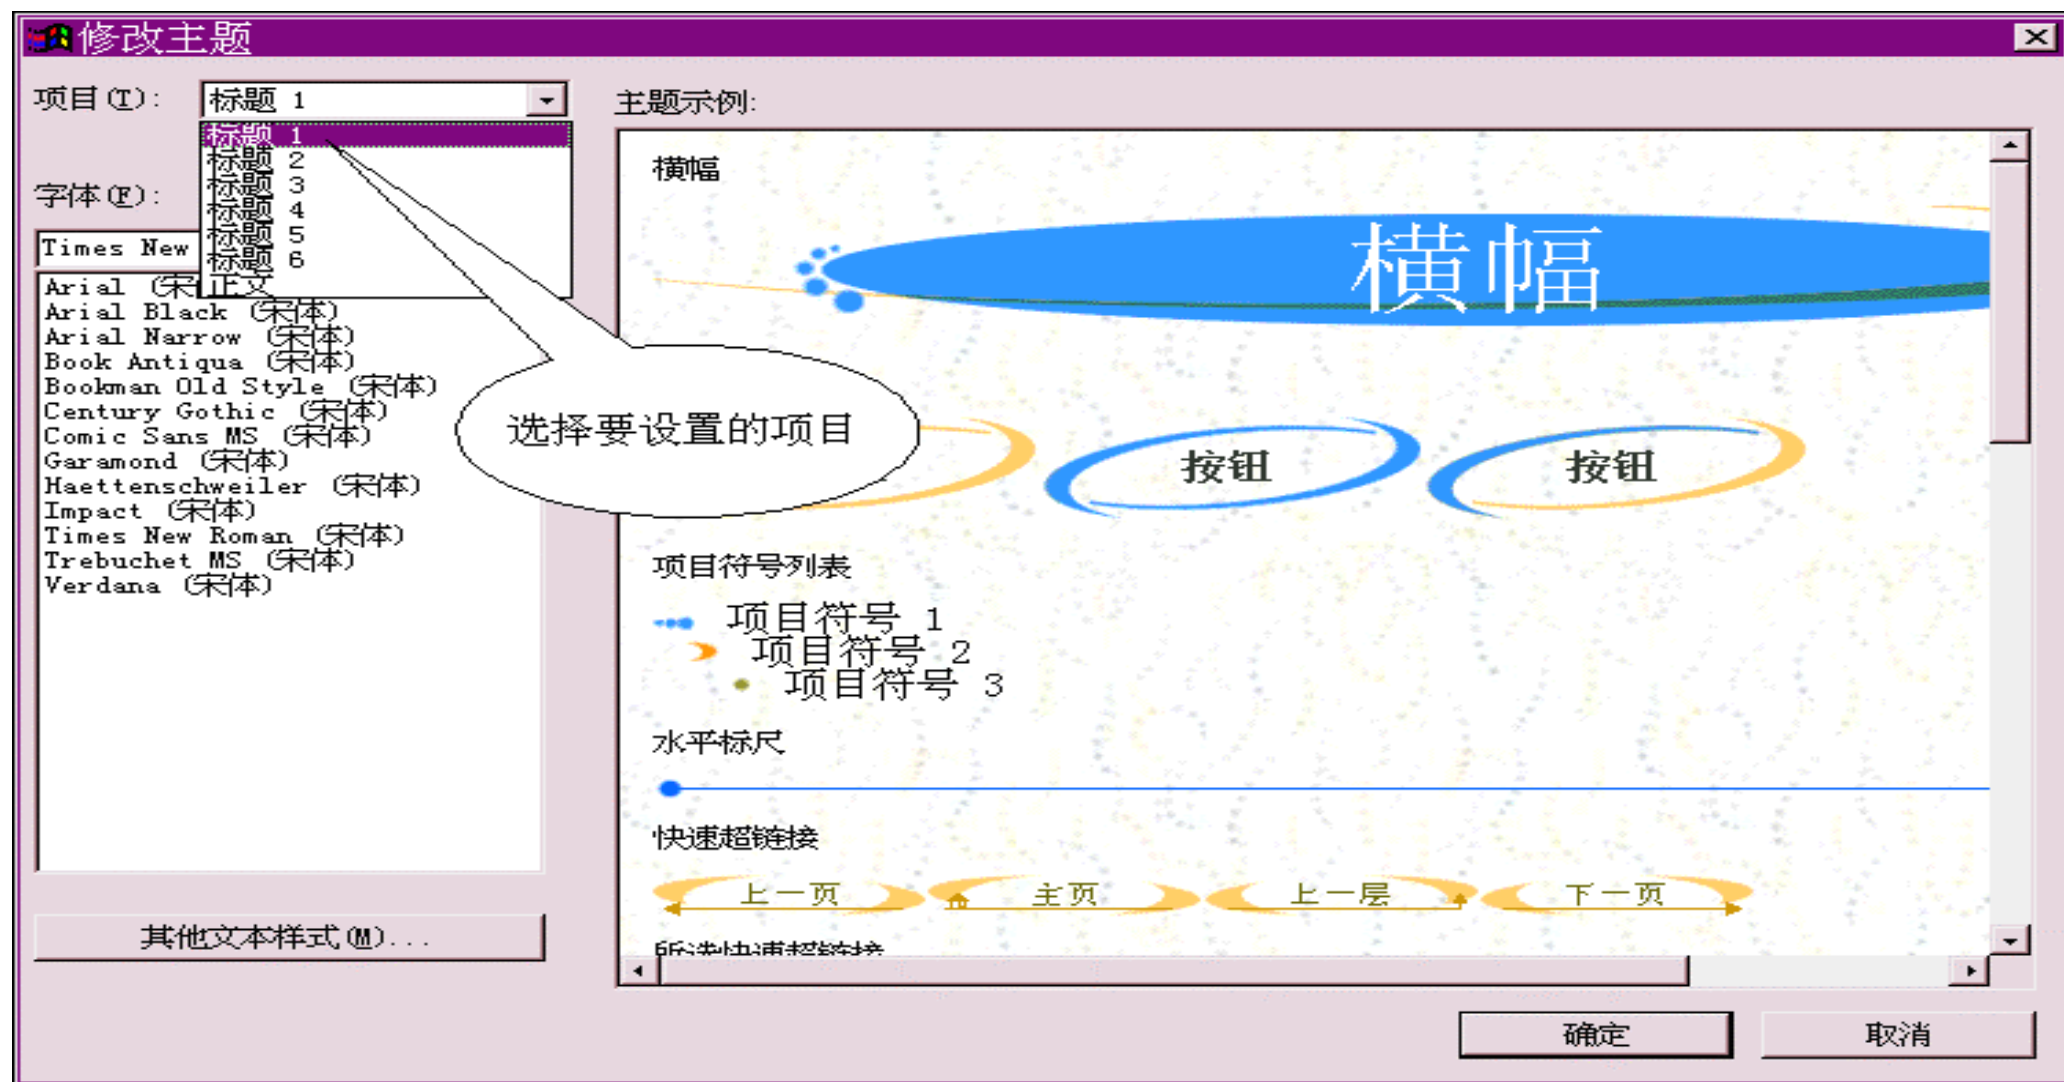 修改主题
项目(T):
标题 1
标题 1
标题 2
标题 3
标题 4
标题 5
标题 6
正文
字体(F):
Times New
Arial (宋
Arial Black (宋体)
Arial Narrow (宋体)
Book Antiqua (宋体)
Bookman Old Style (宋体)
Century Gothic (宋体)
Comic Sans MS (宋体)
Garamond (宋体)
Haettenschweiler (宋体)
Impact (宋体)
Times New Roman (宋体)
Trebuchet MS (宋体)
Verdana (宋体)
其他文本样式(M)...
选择要设置的项目
主题示例:
横幅
横幅
按钮 按钮
项目符号列表
项目符号 1
项目符号 2
项目符号 3
水平标尺
快速超链接
上一页 主页 上一层 下一页
所选快速超链接
确定 取消